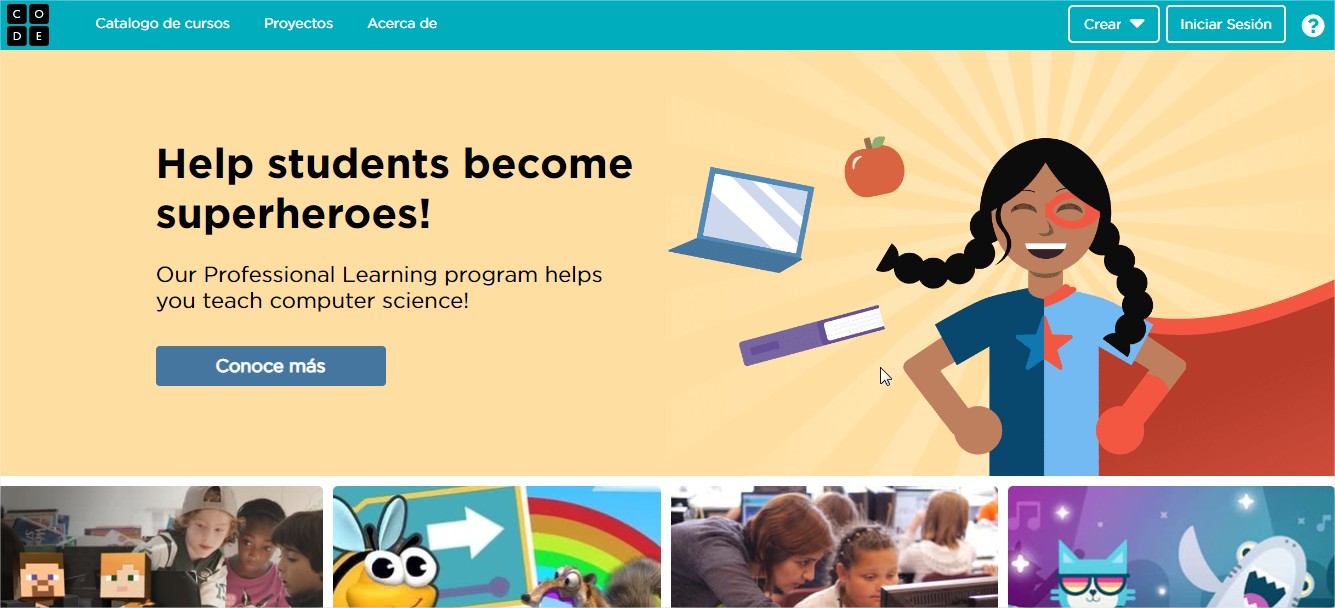 CODE
Catalogo de cursos
Proyectos
Acerca de
Crear
Iniciar Sesión
?
Help students become
superheroes!
Our Professional Learning program helps
you teach computer science!
Conoce más